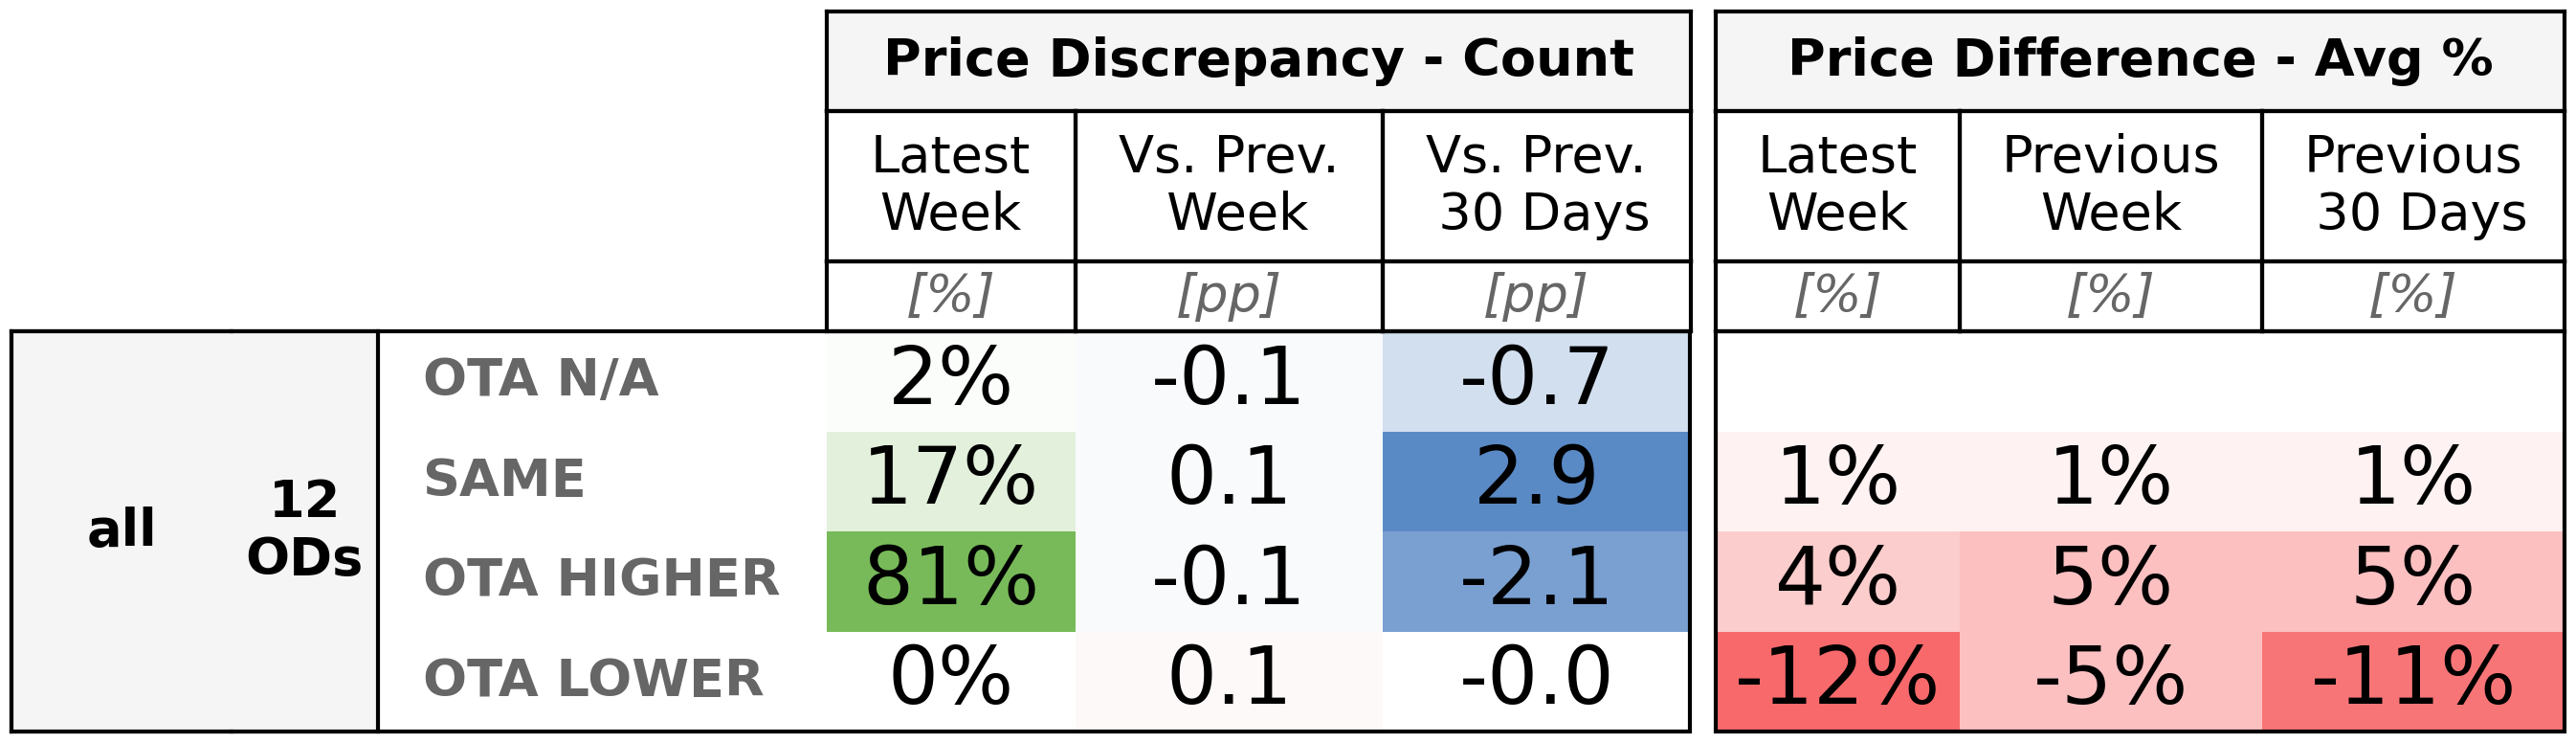 Price Discrepancy - Count Price Difference - Avg %
Latest Week Vs. Prev. Week Vs. Prev. 30 Days Latest Week Previous Week Previous 30 Days
[%] [pp] [pp] [%] [%] [%]
all 12 ODs
OTA N/A 2% -0.1 -0.7
SAME 17% 0.1 2.9 1% 1% 1%
OTA HIGHER 81% -0.1 -2.1 4% 5% 5%
OTA LOWER 0% 0.1 -0.0 -12% -5% -11%